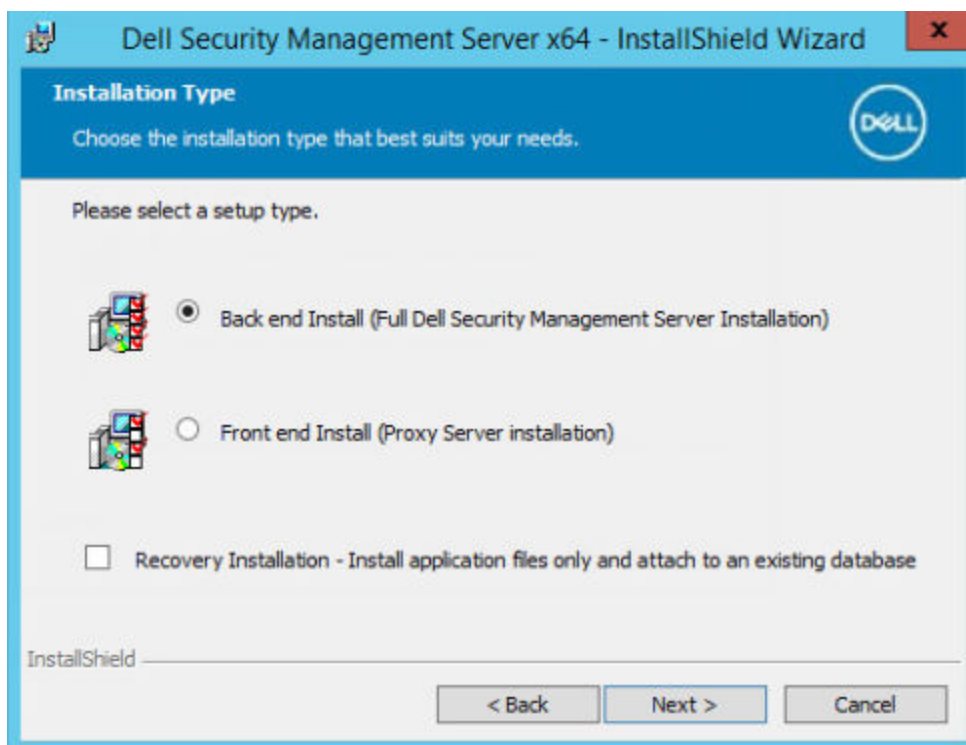 Dell Security Management Server x64 - InstallShield Wizard
x
Installation Type
Choose the installation type that best suits your needs.
DELL
Please select a setup type.
Back end Install (Full Dell Security Management Server Installation)
Front end Install (Proxy Server installation)
Recovery Installation - Install application files only and attach to an existing database
InstallShield
< Back
Next >
Cancel